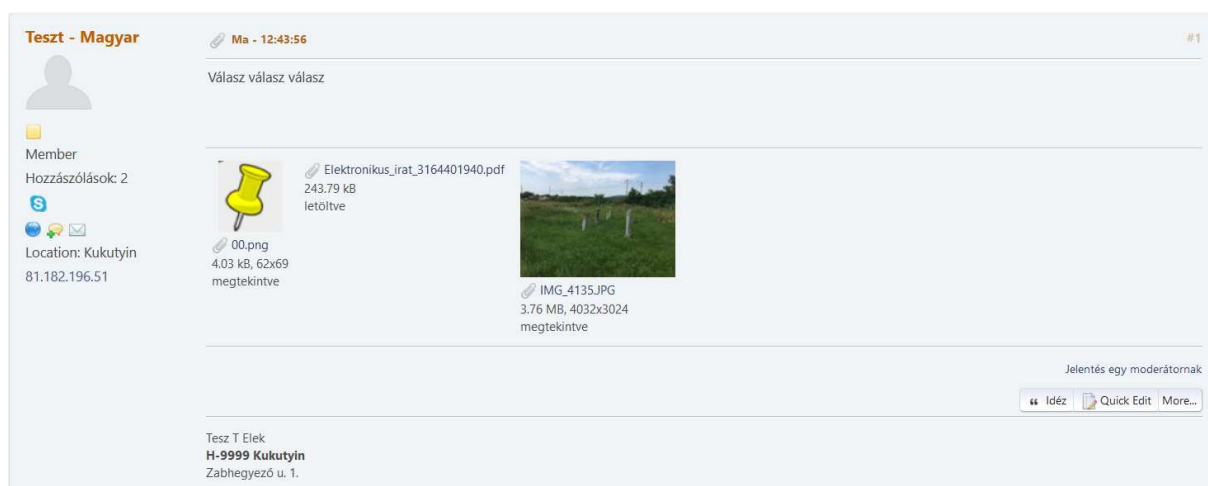 Teszt - Magyar
Member
Hozzászólások: 2
Location: Kukutyin
81.182.196.51
Ma - 12:43:56
#1
Válasz válasz válasz
00.png
4.03 kB, 62x69
megtekintve
Elektronikus_irat_3164401940.pdf
243.79 kB
letöltve
IMG_4135.JPG
3.76 MB, 4032x3024
megtekintve
Jelentés egy moderátornak
Idéz Quick Edit More...
Tesz T Elek
H-9999 Kukutyin
Zabhegyező u. 1.